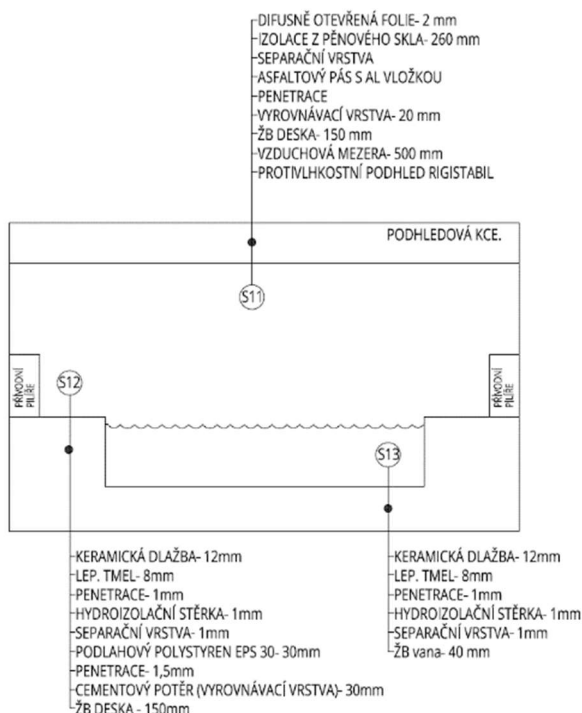 DIFUSNĚ OTEVŘENÁ FOLIE- 2 mm
IZOLACE Z PĚNOVÉHO SKLA- 260 mm
SEPARAČNÍ VRSTVA
ASFALTOVÝ PÁS S AL VLOŽKOU
PENETRACE
VYROVNÁVACÍ VRSTVA- 20 mm
ŽB DESKA- 150 mm
VZDUCHOVÁ MEZERA- 500 mm
PROTIVLHKOSTNÍ PODHLED RIGISTABIL
PODHLEDOVÁ KCE.
S11
PŘÍVODNÍ
PILÍŘE
S12
PŘÍVODNÍ
PILÍŘE
S13
KERAMICKÁ DLAŽBA- 12mm
LEP. TMEL- 8mm
PENETRACE- 1mm
HYDROIZOLAČNÍ STĚRKA- 1mm
SEPARAČNÍ VRSTVA- 1mm
PODLAHOVÝ POLYSTYREN EPS 30- 30mm
PENETRACE- 1,5mm
CEMENTOVÝ POTĚR (VYROVNÁVACÍ VRSTVA)- 30mm
ŽB DESKA - 150mm
KERAMICKÁ DLAŽBA- 12mm
LEP. TMEL- 8mm
PENETRACE- 1mm
HYDROIZOLAČNÍ STĚRKA- 1mm
SEPARAČNÍ VRSTVA- 1mm
ŽB vana- 40 mm